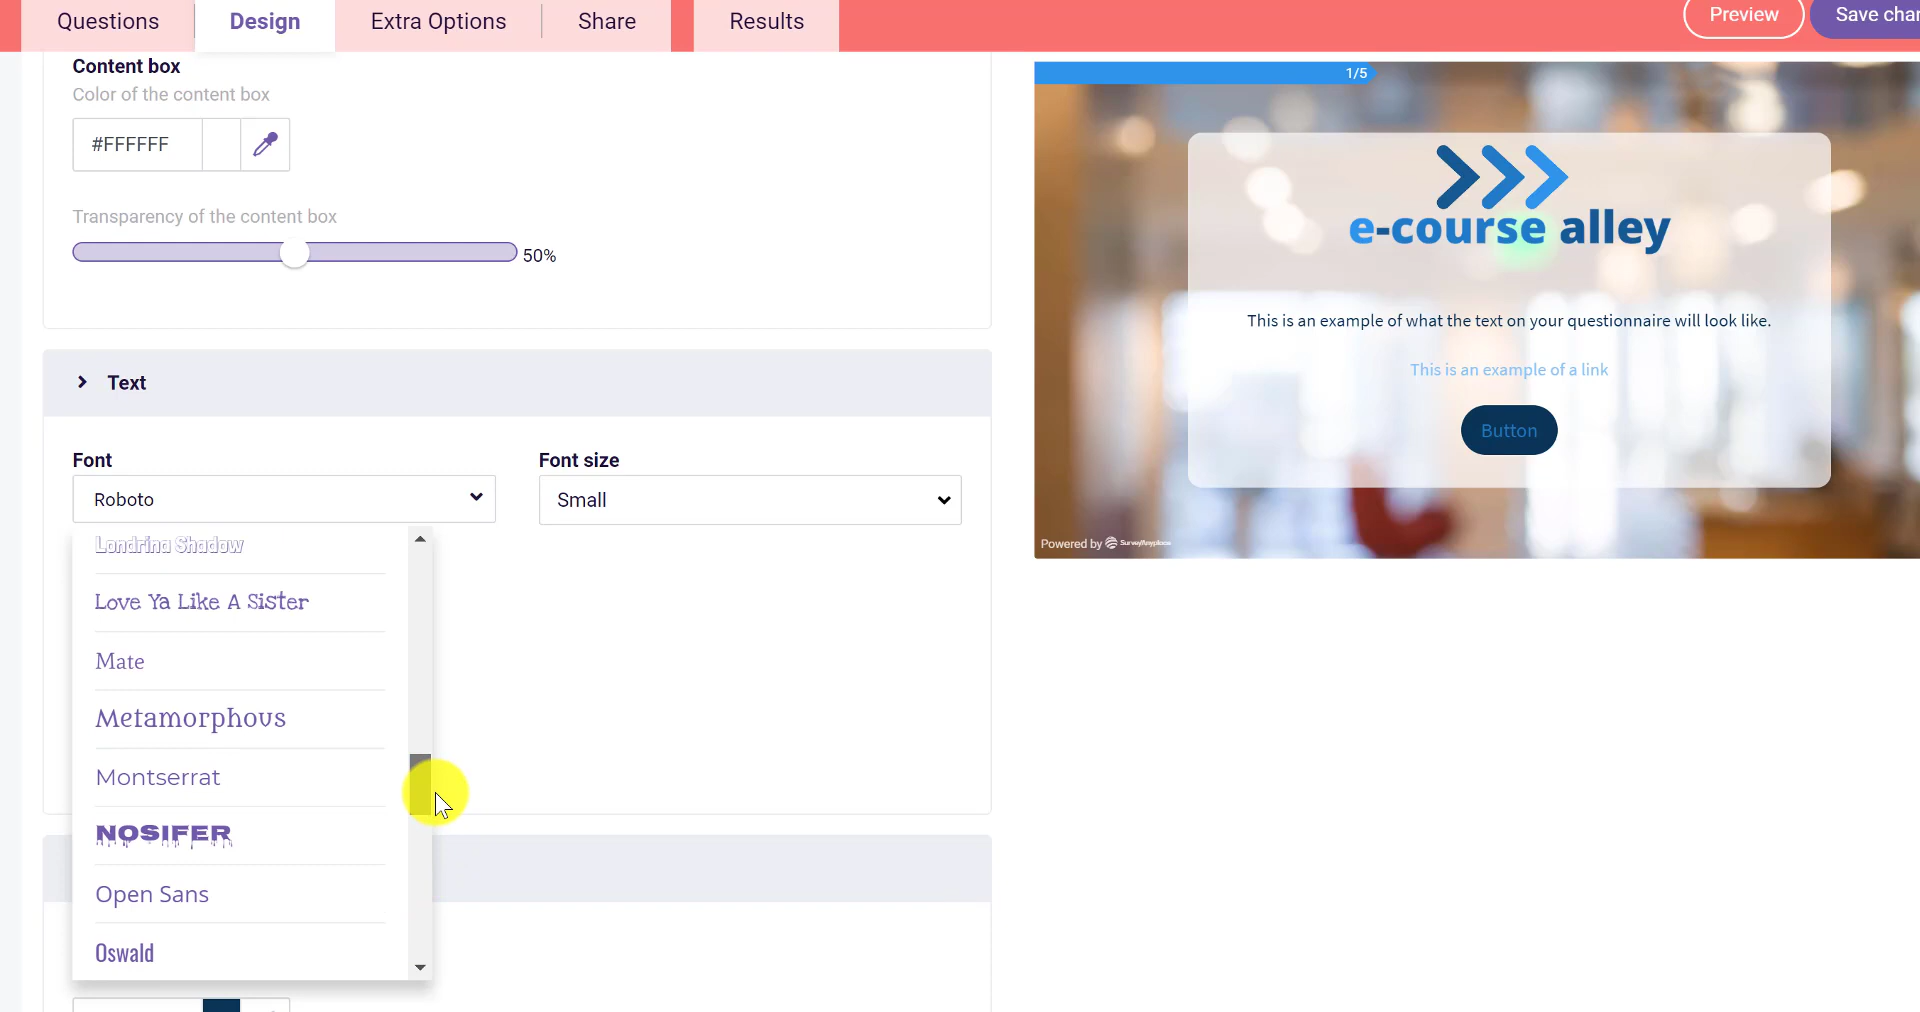 Questions
Design
Extra Options
Share
Results
Preview
Save char
Content box
Color of the content box
#FFFFFF
Transparency of the content box
50%
Text
Font
Roboto
Font size
Small
Londrina Shadow
Love Ya Like A Sister
Mate
Metamorphous
Montserrat
NOSIFER
Open Sans
Oswald
1/5
e-course alley
This is an example of what the text on your questionnaire will look like.
This is an example of a link
Button
Powered by SurveyAnyplace